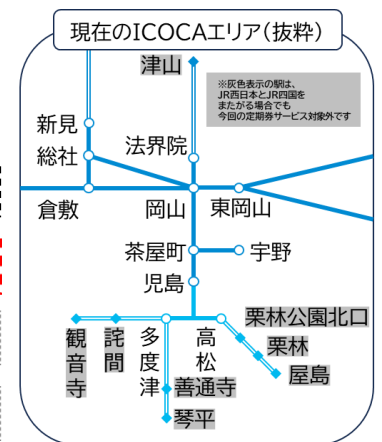 現在のICOCAエリア(抜粋)
津山
※灰色表示の駅は、
JR西日本とJR四国を
またがる場合でも
今回の定期券サービス対象外です
新見
総社
法界院
倉敷
岡山
東岡山
茶屋町
宇野
児島
栗林公園北口
栗林
屋島
観音寺
詫間
多度津
高松
善通寺
琴平